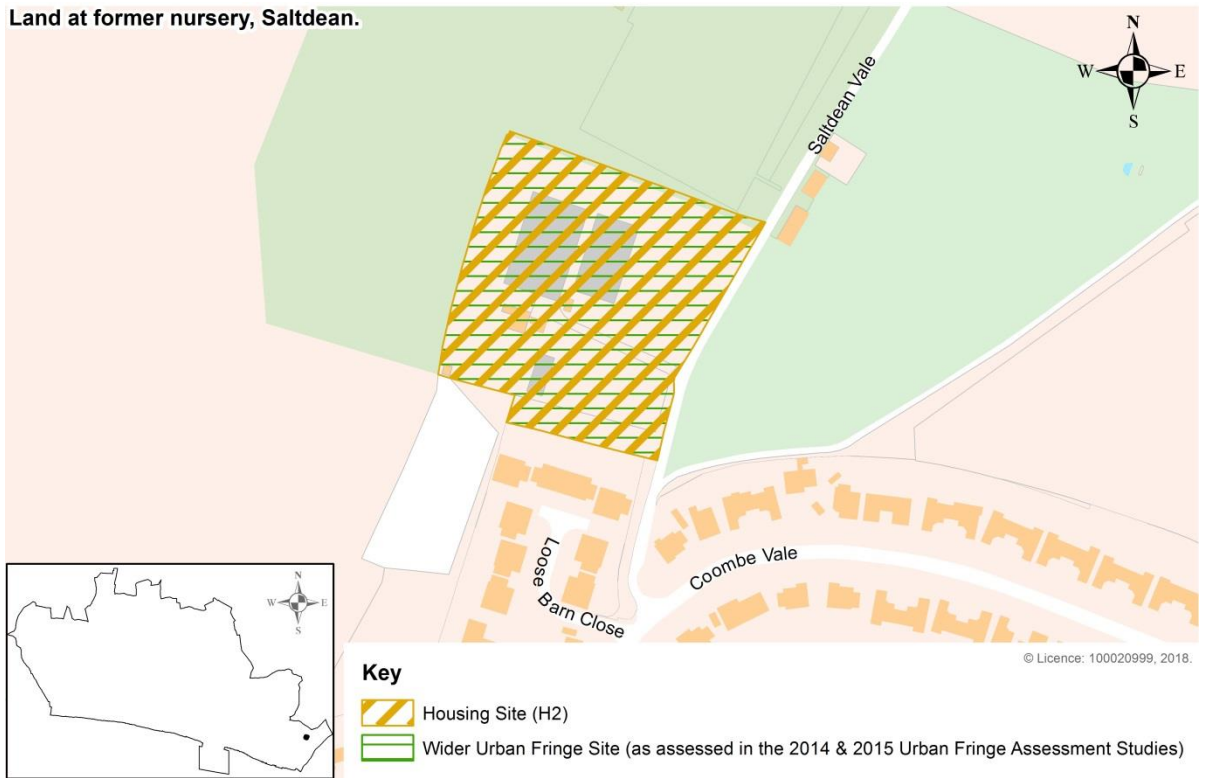 Land at former nursery, Saltdean.
N
W E
S
Saltdean Vale
Coombe Vale
Loose
Barn Close
N
W E
S
© Licence: 100020999, 2018.
Key
Housing Site (H2)
Wider Urban Fringe Site (as assessed in the 2014 & 2015 Urban Fringe Assessment Studies)